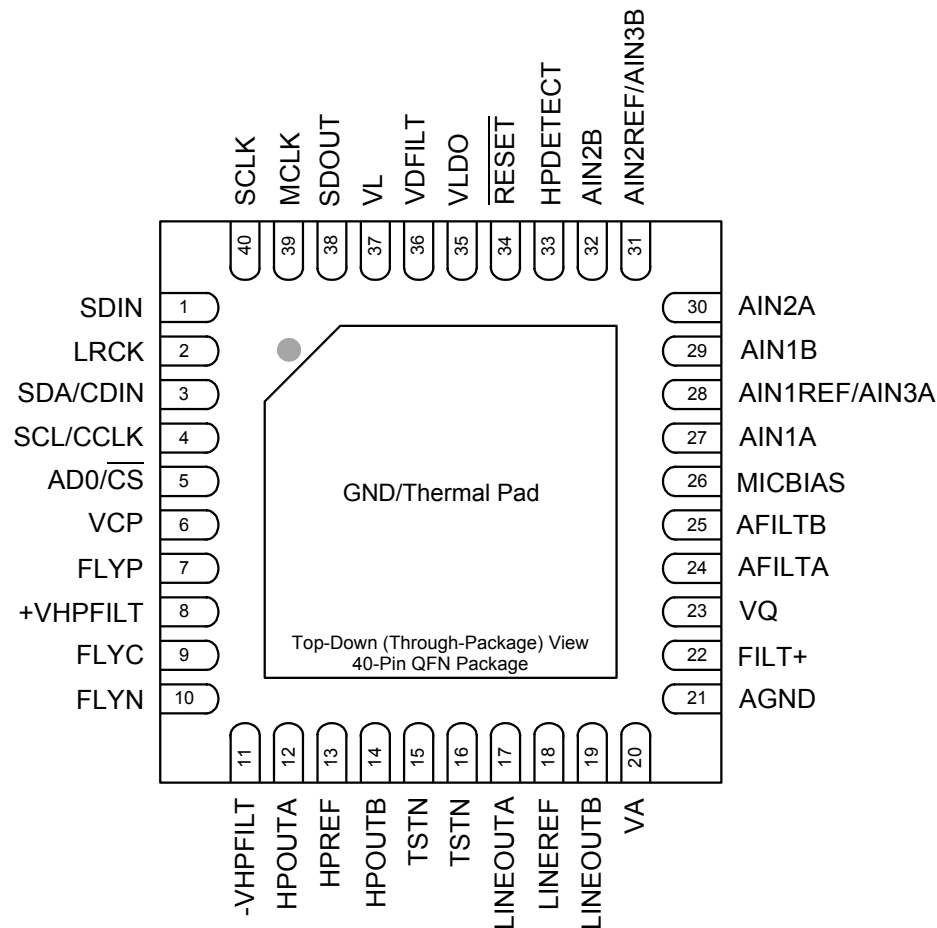 SCLK
MCLK
SDOUT
VL
VDFILT
VLDO
RESET
HPDETECT
AIN2B
AIN2REF/AIN3B
40
39
38
37
36
35
34
33
32
31
SDIN 1
LRCK 2
SDA/CDIN 3
SCL/CCLK 4
AD0/CS 5
VCP 6
FLYP 7
+VHPFILT 8
FLYC 9
FLYN 10
GND/Thermal Pad
Top-Down (Through-Package) View
40-Pin QFN Package
30 AIN2A
29 AIN1B
28 AIN1REF/AIN3A
27 AIN1A
26 MICBIAS
25 AFILTB
24 AFILTA
23 VQ
22 FILT+
21 AGND
11
12
13
14
15
16
17
18
19
20
-VHPFILT
HPOUTA
HPREF
HPOUTB
TSTN
TSTN
LINEOUTA
LINEREF
LINEOUTB
VA